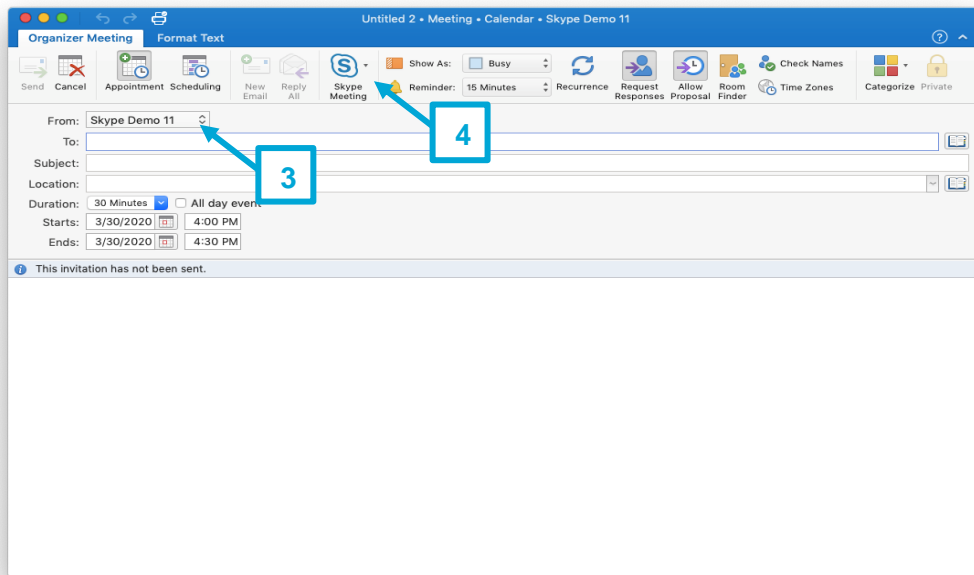 Untitled 2 • Meeting • Calendar • Skype Demo 11
Organizer Meeting Format Text ?
Send Cancel Appointment Scheduling New Email Reply All S Skype Meeting Show As: Busy Recurrence Request Responses Allow Proposal Room Finder Check Names Categorize Private
Reminder: 15 Minutes Time Zones
4
From: Skype Demo 11
To:
Subject:
3
Location:
Duration: 30 Minutes All day event
Starts: 3/30/2020 4:00 PM
Ends: 3/30/2020 4:30 PM
i This invitation has not been sent.